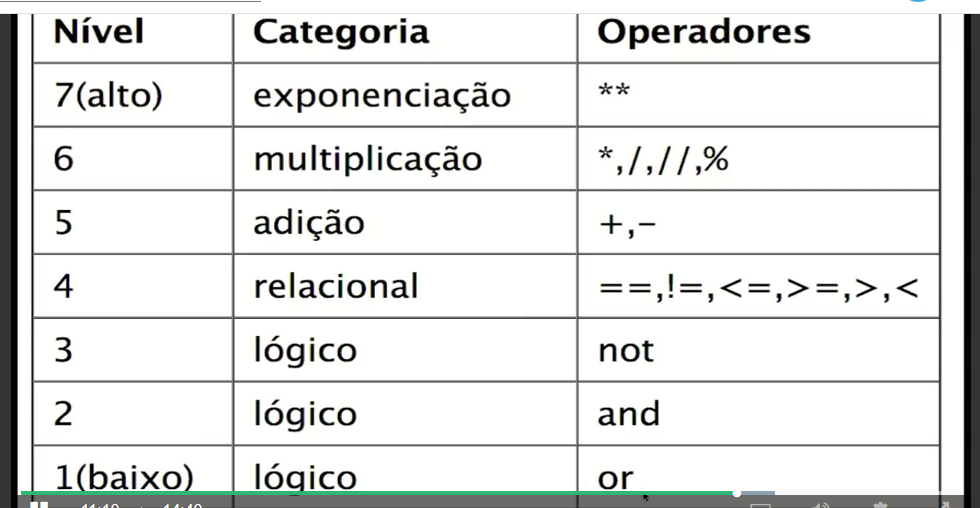 Nível Categoria Operadores
7(alto) exponenciação **
6 multiplicação *,/,//,%
5 adição +,-
4 relacional ==,!=,<=,>=,>,<
3 lógico not
2 lógico and
1(baixo) lógico or